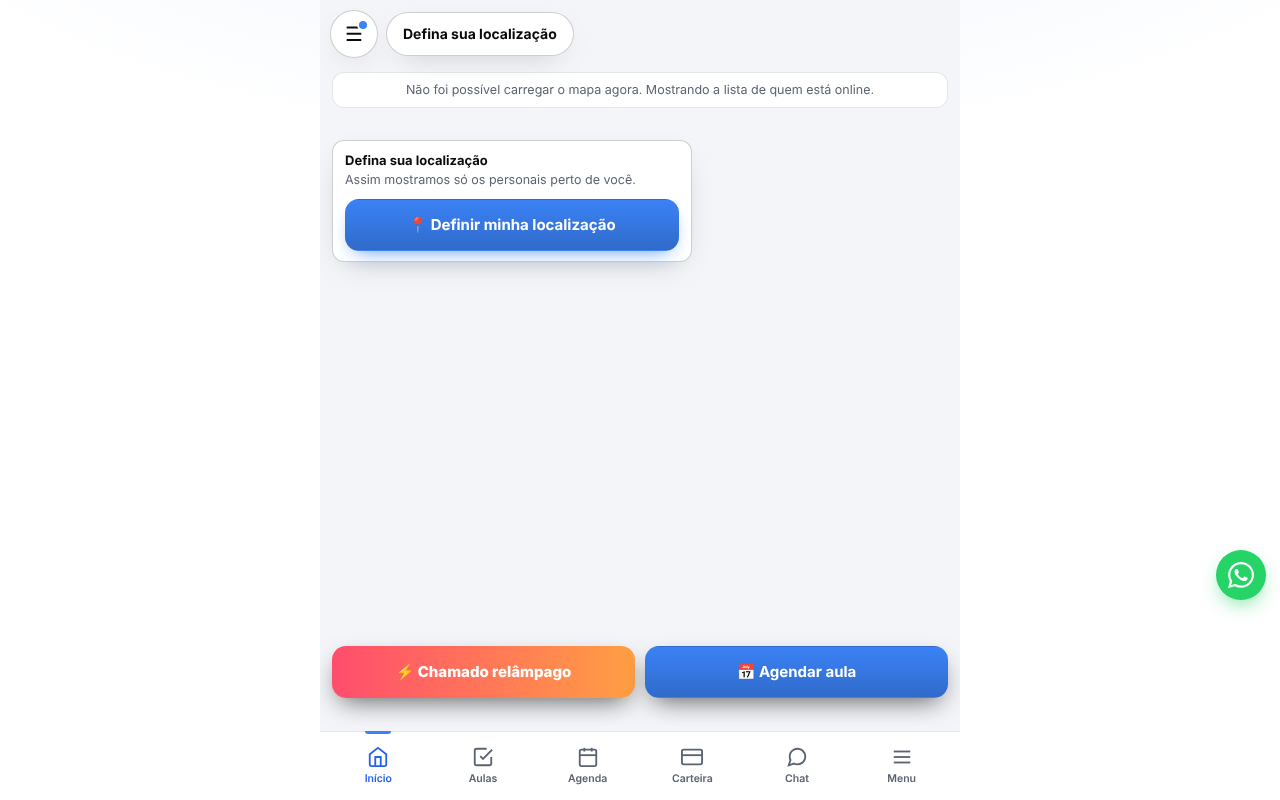 Defina sua localização
Não foi possível carregar o mapa agora. Mostrando a lista de quem está online.
Defina sua localização
Assim mostramos só os personais perto de você.
📍 Definir minha localização
⚡ Chamado relâmpago
📅 Agendar aula
Início
Aulas
Agenda
Carteira
Chat
Menu